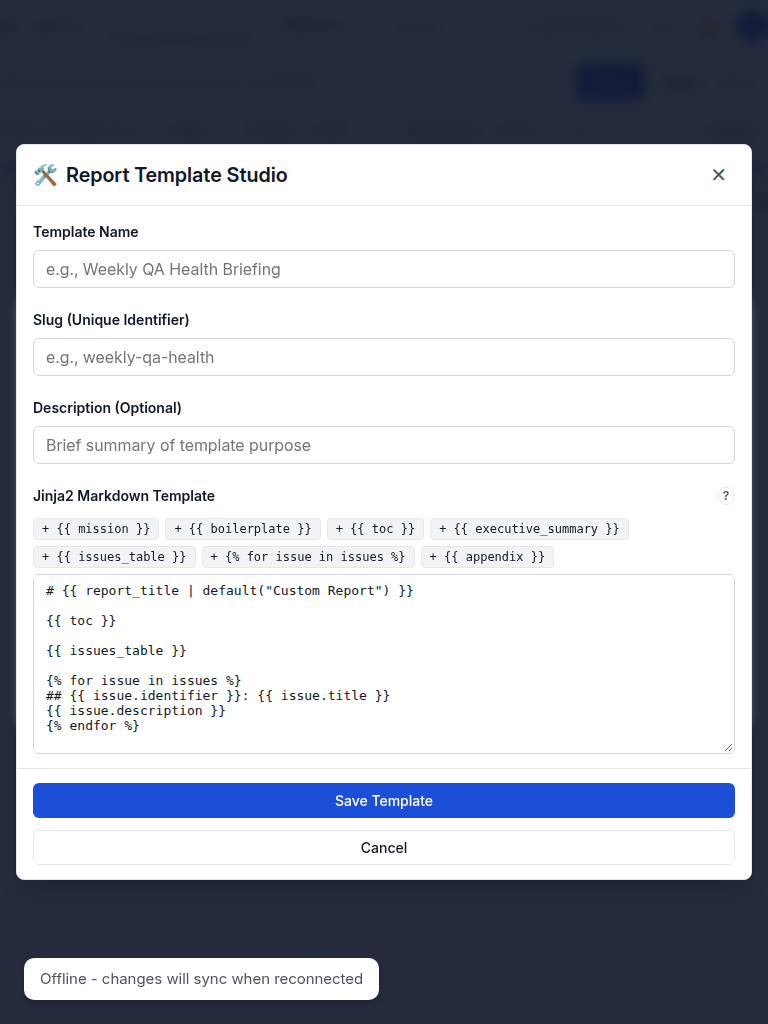 Report Template Studio
Template Name
e.g., Weekly QA Health Briefing
Slug (Unique Identifier)
e.g., weekly-qa-health
Description (Optional)
Brief summary of template purpose
Jinja2 Markdown Template
?
+ {{ mission }} + {{ boilerplate }} + {{ toc }} + {{ executive_summary }}
+ {{ issues_table }} + {% for issue in issues %} + {{ appendix }}
# {{ report_title | default("Custom Report") }}
{{ toc }}
{{ issues_table }}
{% for issue in issues %}
## {{ issue.identifier }}: {{ issue.title }}
{{ issue.description }}
{% endfor %}
Save Template
Cancel
Offline - changes will sync when reconnected